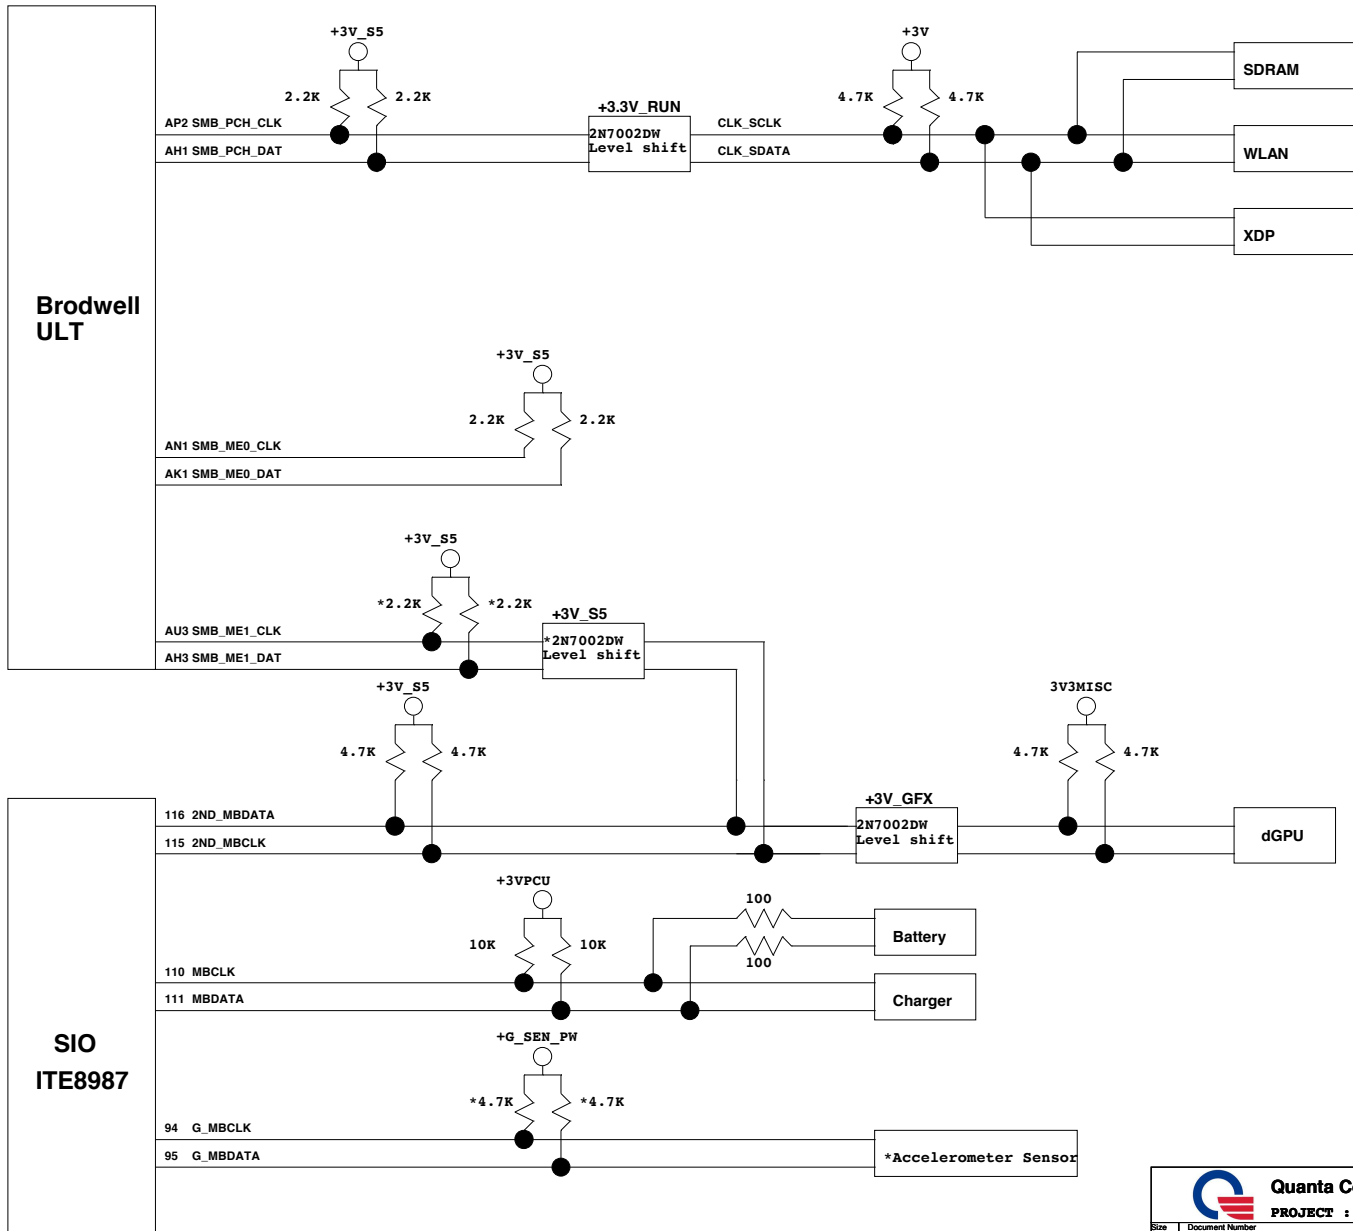 +3V_S5
2.2K 2.2K
+3V
4.7K 4.7K
SDRAM
+3.3V_RUN
AP2 SMB_PCH_CLK
AH1 SMB_PCH_DAT
2N7002DW
Level shift
CLK_SCLK
CLK_SDATA
WLAN
XDP
Brodwell
ULT
+3V_S5
2.2K 2.2K
AN1 SMB_ME0_CLK
AK1 SMB_ME0_DAT
+3V_S5
*2.2K *2.2K
+3V_S5
AU3 SMB_ME1_CLK
AH3 SMB_ME1_DAT
*2N7002DW
Level shift
+3V_S5
4.7K 4.7K
3V3MISC
4.7K 4.7K
+3V_GFX
116 2ND_MBDATA
115 2ND_MBCLK
2N7002DW
Level shift
dGPU
+3VPCU
10K 10K
100
100
Battery
110 MBCLK
111 MBDATA
Charger
SIO
ITE8987
+G_SEN_PW
*4.7K *4.7K
94 G_MBCLK
95 G_MBDATA
*Accelerometer Sensor
Quanta C
PROJECT :
Size Document Number